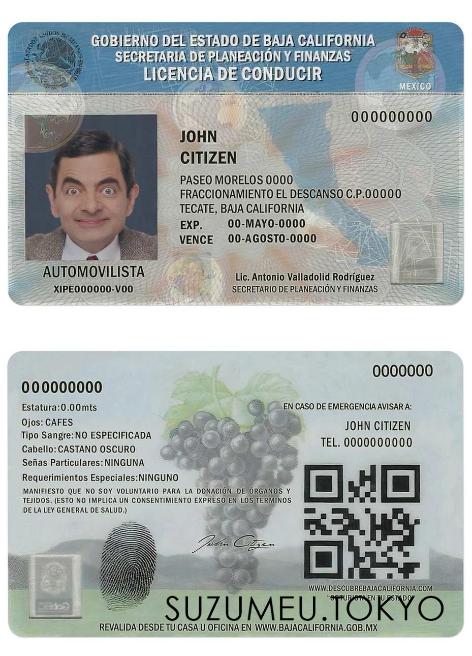 GOBIERNO DEL ESTADO DE BAJA CALIFORNIA
SECRETARIA DE PLANEACIÓN Y FINANZAS
LICENCIA DE CONDUCIR
MEXICO
000000000
JOHN
CITIZEN
PASEO MORELOS 0000
FRACCIONAMIENTO EL DESCANSO C.P.00000
TECATE, BAJA CALIFORNIA
EXP. 00-MAYO-0000
VENCE 00-AGOSTO-0000
AUTOMOVILISTA
XIPE000000-V00
Lic. Antonio Valladolid Rodríguez
SECRETARIO DE PLANEACIÓN Y FINANZAS
0000000
000000000
Estatura:0.00mts
Ojos: CAFES
Tipo Sangre: NO ESPECIFICADA
Cabello: CASTANO OSCURO
Señas Particulares: NINGUNA
Requerimientos Especiales: NINGUNO
MANIFIESTO QUE NO SOY VOLUNTARIO PARA LA DONACIÓN DE ORGANOS Y
TEJIDOS. (ESTO NO IMPLICA UN CONSENTIMIENTO EXPRESO EN LOS TERMINOS
DE LA LEY GENERAL DE SALUD.)
EN CASO DE EMERGENCIA AVISAR A:
JOHN CITIZEN
TEL. 0000000000
John Citizen
WWW.DESCUBREBAJACALIFORNIA.COM
SUZUMEU.TOKYO
REVALIDA DESDE TU CASA U OFICINA EN WWW.BAJACALIFORNIA.GOB.MX